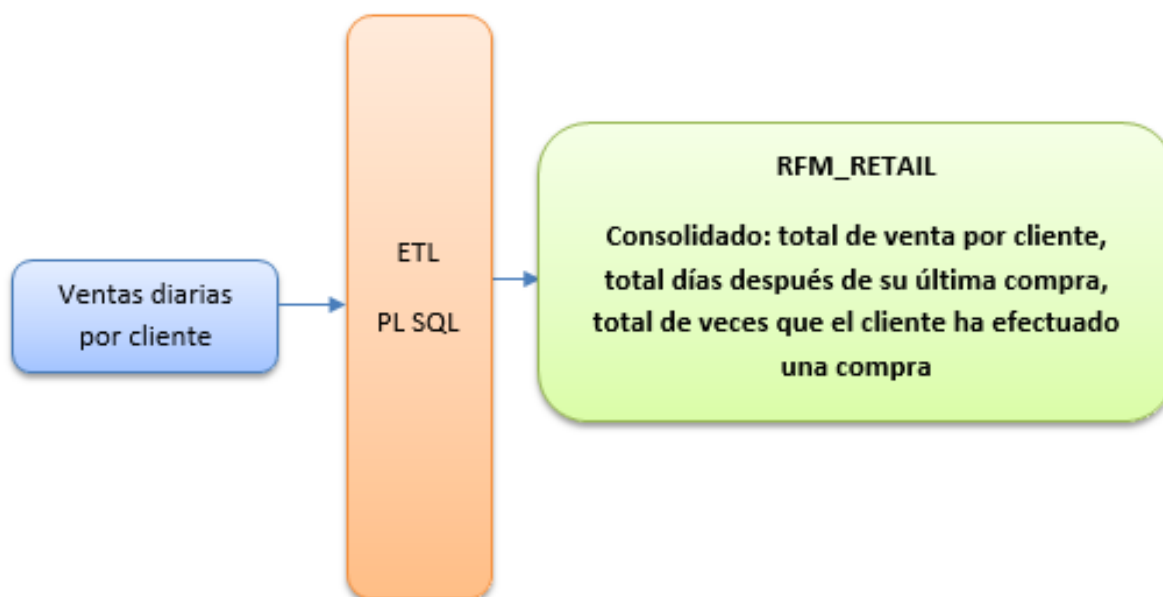 Ventas diarias
por cliente
ETL
PL SQL
RFM_RETAIL
Consolidado: total de venta por cliente,
total días después de su última compra,
total de veces que el cliente ha efectuado
una compra